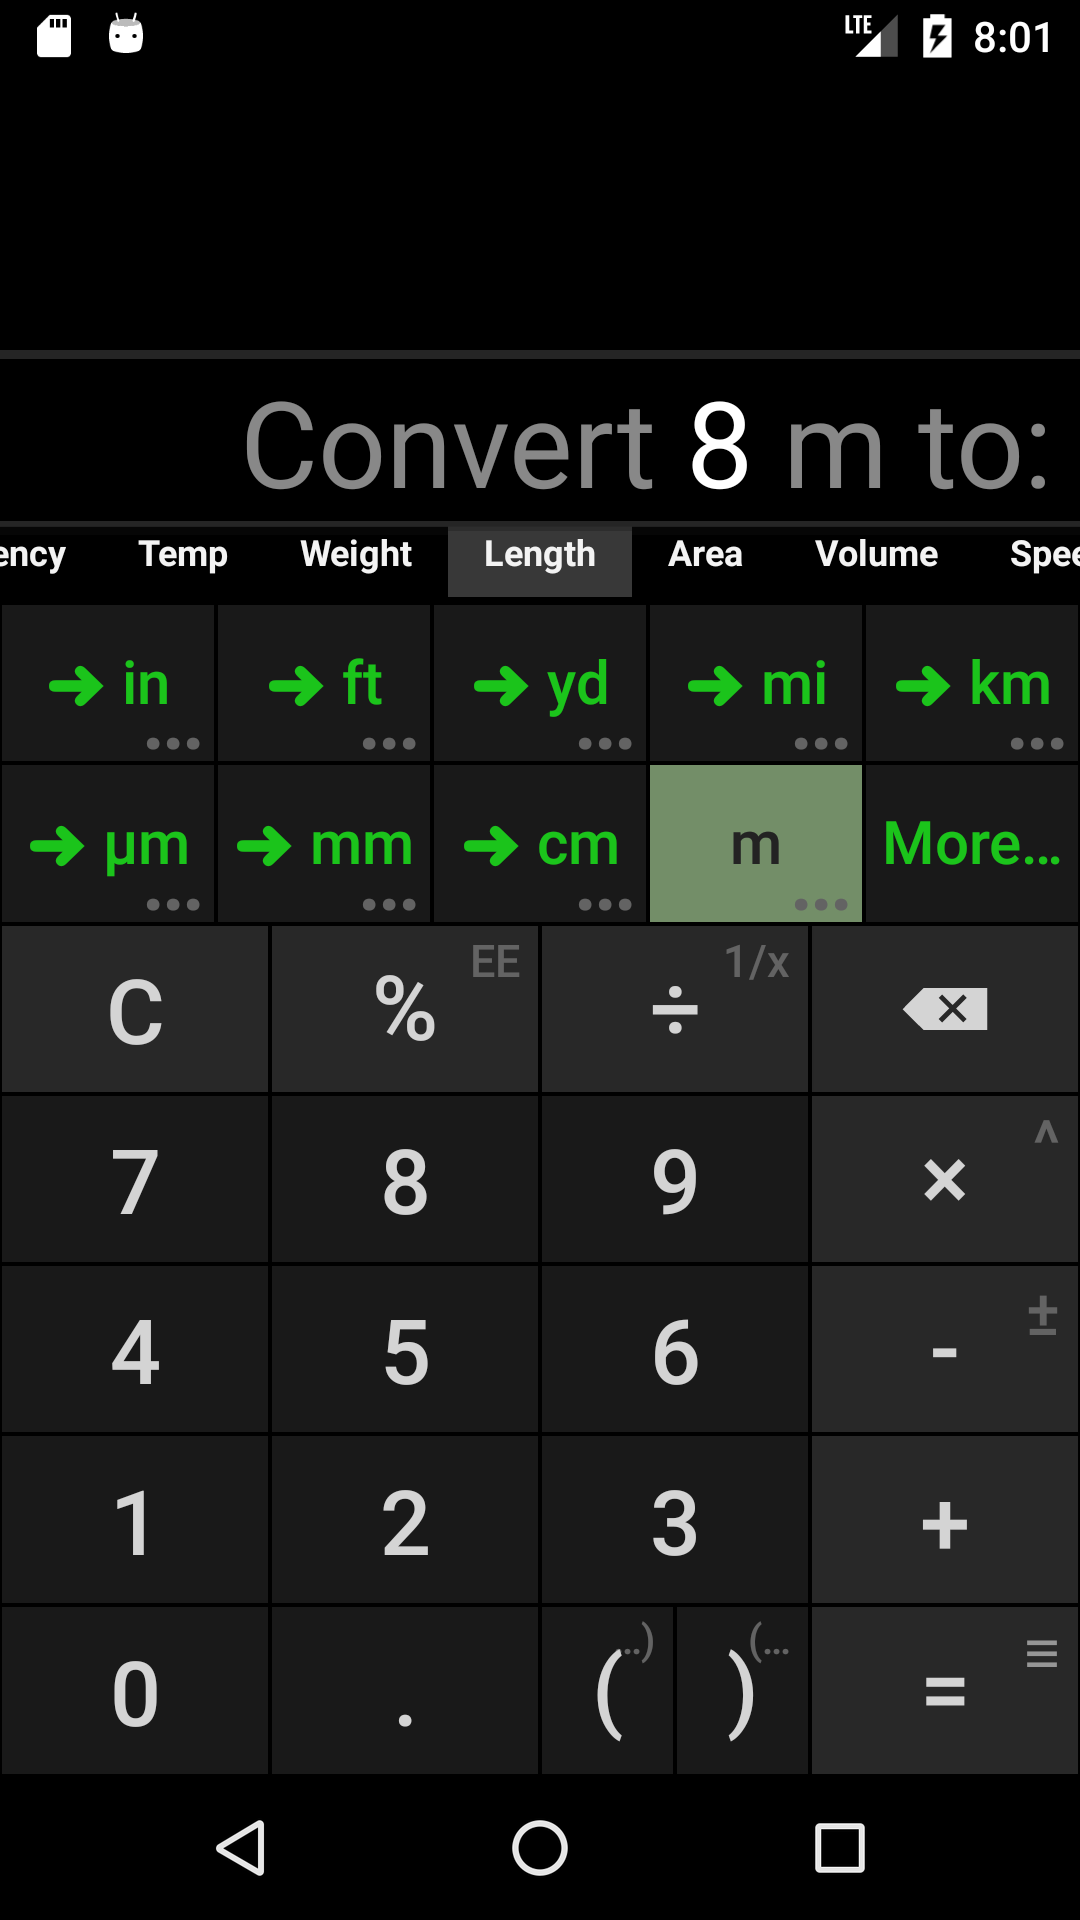 LTE 8:01
Convert 8 m to:
ency Temp Weight Length Area Volume Spee
in ft yd mi km
µm mm cm m More...
C % EE ÷ 1/x
7 8 9 × ^
4 5 6 - ±
1 2 3 +
0 . ( ..) ) (... =